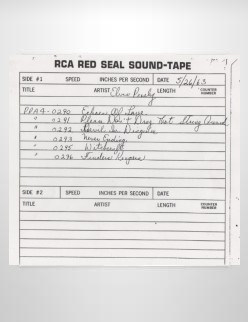 RCA RED SEAL SOUND-TAPE
SIDE #1 SPEED INCHES PER SECOND DATE 5/26/63
TITLE ARTIST Elvis Presley LENGTH COUNTER NUMBER
PPA4-0290 Echoes Of Love
" 0291 Please Don't Drag That String Around
" 0292 Devil In Disguise
" 0293 Never Ending
" 0295 Witchcraft
" 0296 Finders Keepers
SIDE #2 SPEED INCHES PER SECOND DATE
TITLE ARTIST LENGTH COUNTER NUMBER